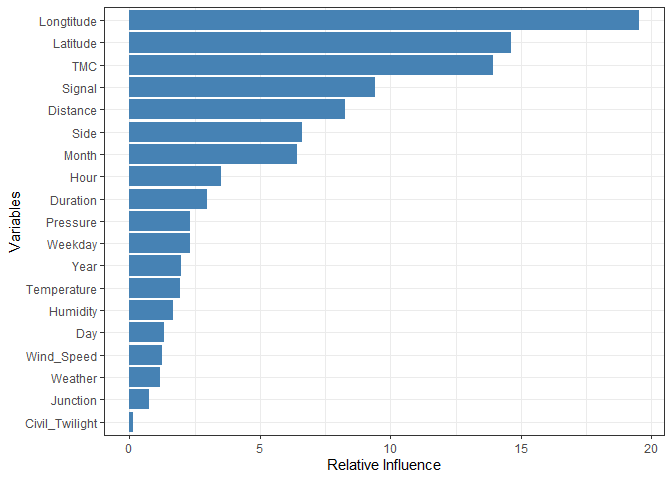 Longtitude
Latitude
TMC
Signal
Distance
Side
Month
Hour
Duration
Pressure
Weekday
Year
Temperature
Humidity
Day
Wind_Speed
Weather
Junction
Civil_Twilight
Variables
0 5 10 15 20
Relative Influence